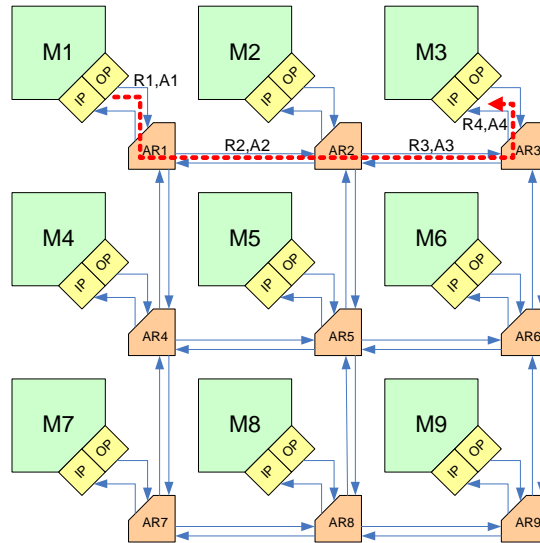 M1 M2 M3
OP OP OP
IP IP IP
R1,A1
R4,A4
AR1 R2,A2 AR2 R3,A3 AR3
M4 M5 M6
OP OP OP
IP IP IP
AR4 AR5 AR6
M7 M8 M9
OP OP OP
IP IP IP
AR7 AR8 AR9